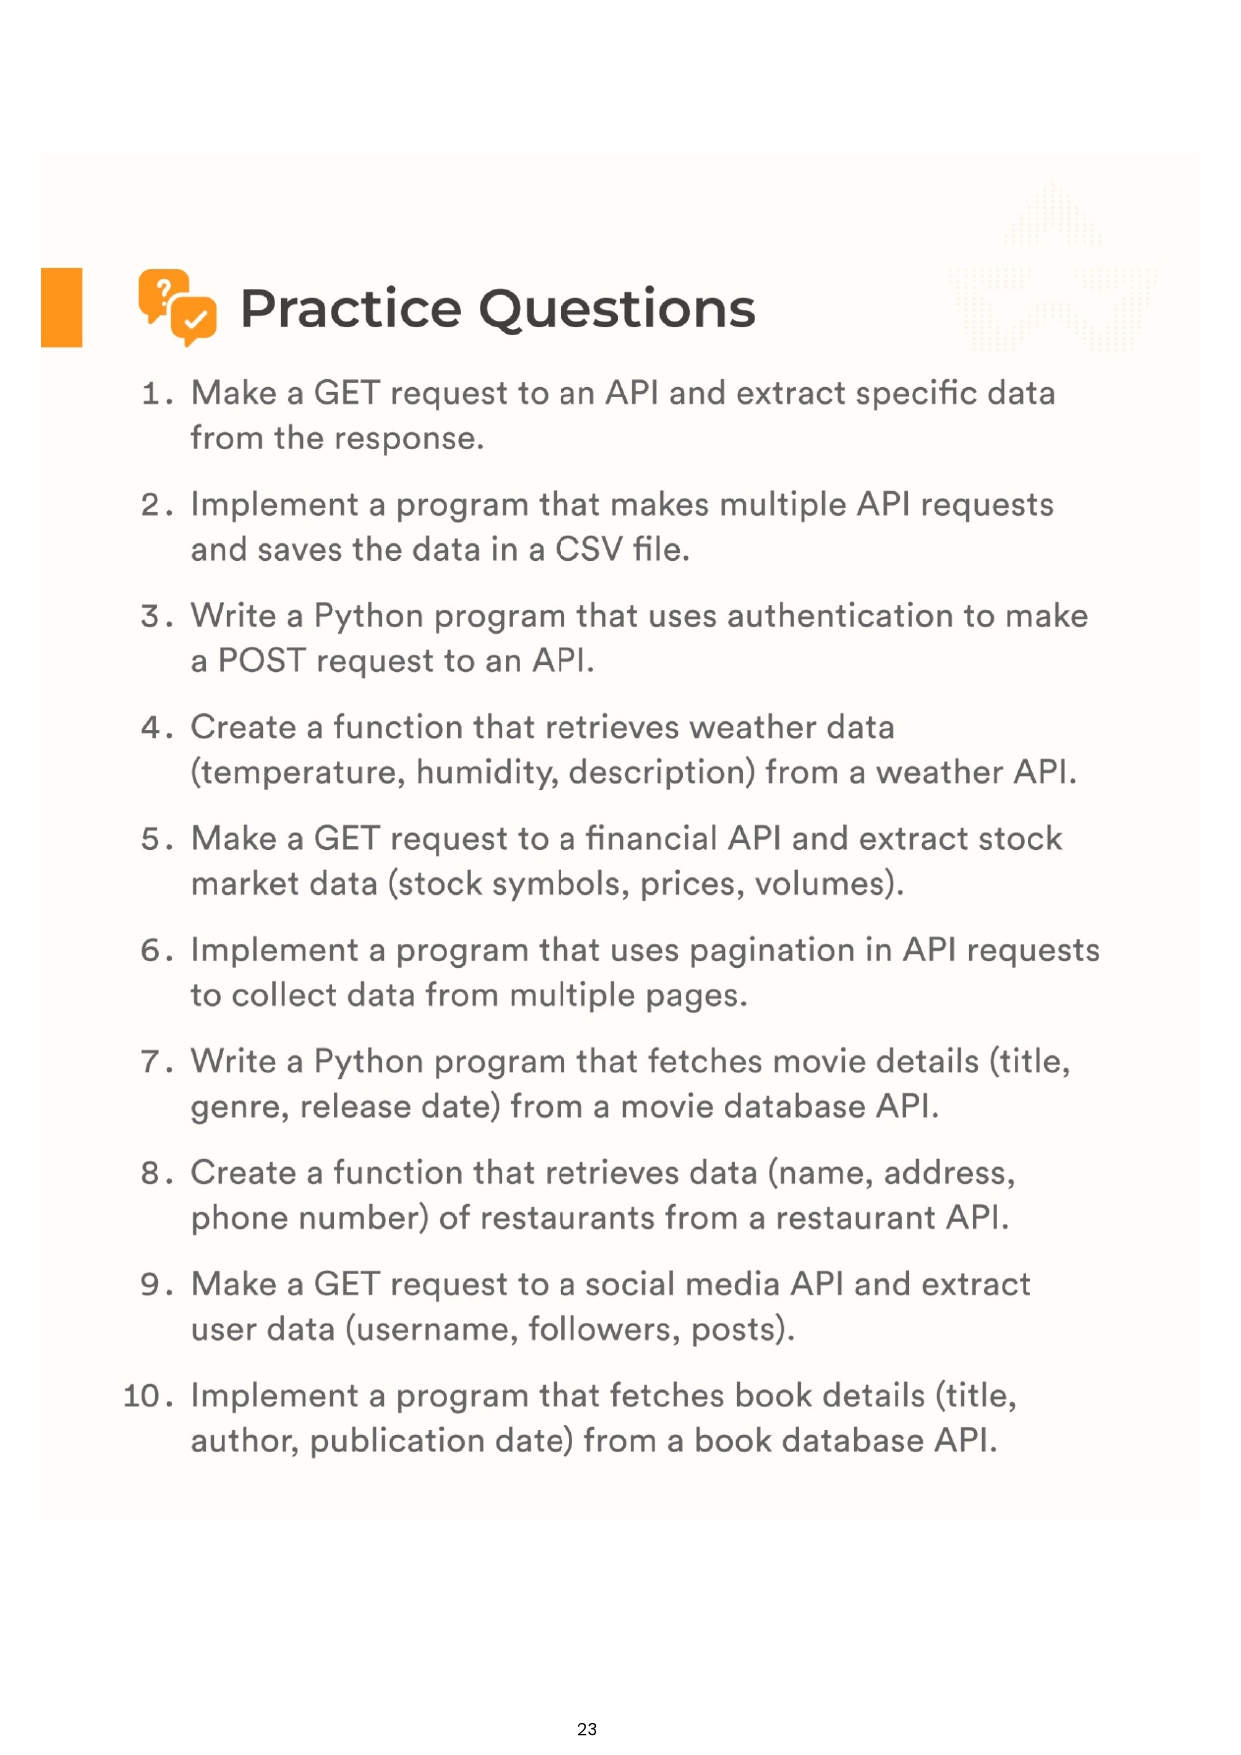 Practice Questions
1. Make a GET request to an API and extract specific data
from the response.
2. Implement a program that makes multiple API requests
and saves the data in a CSV file.
3. Write a Python program that uses authentication to make
a POST request to an API.
4. Create a function that retrieves weather data
(temperature, humidity, description) from a weather API.
5. Make a GET request to a financial API and extract stock
market data (stock symbols, prices, volumes).
6. Implement a program that uses pagination in API requests
to collect data from multiple pages.
7. Write a Python program that fetches movie details (title,
genre, release date) from a movie database API.
8. Create a function that retrieves data (name, address,
phone number) of restaurants from a restaurant API.
9. Make a GET request to a social media API and extract
user data (username, followers, posts).
10. Implement a program that fetches book details (title,
author, publication date) from a book database API.
23